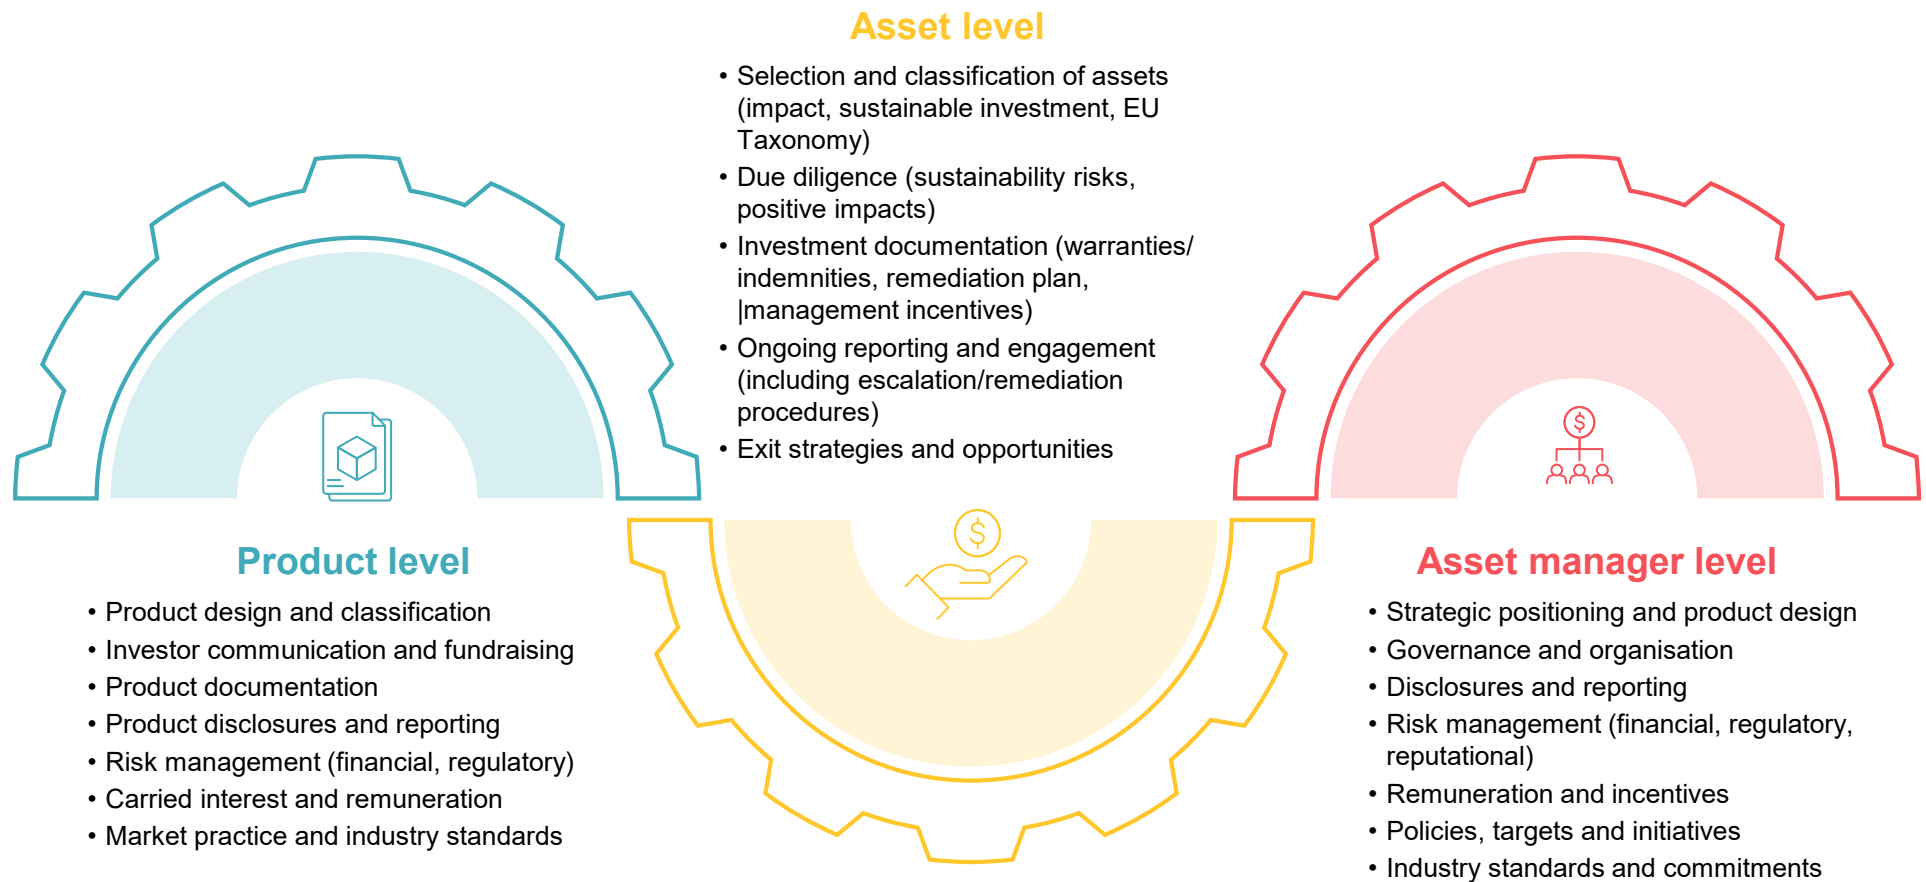 Asset level
• Selection and classification of assets
(impact, sustainable investment, EU
Taxonomy)
• Due diligence (sustainability risks,
positive impacts)
• Investment documentation (warranties/
indemnities, remediation plan,
|management incentives)
• Ongoing reporting and engagement
(including escalation/remediation
procedures)
• Exit strategies and opportunities
$
$
Product level
• Product design and classification
• Investor communication and fundraising
• Product documentation
• Product disclosures and reporting
• Risk management (financial, regulatory)
• Carried interest and remuneration
• Market practice and industry standards
Asset manager level
• Strategic positioning and product design
• Governance and organisation
• Disclosures and reporting
• Risk management (financial, regulatory,
reputational)
• Remuneration and incentives
• Policies, targets and initiatives
• Industry standards and commitments